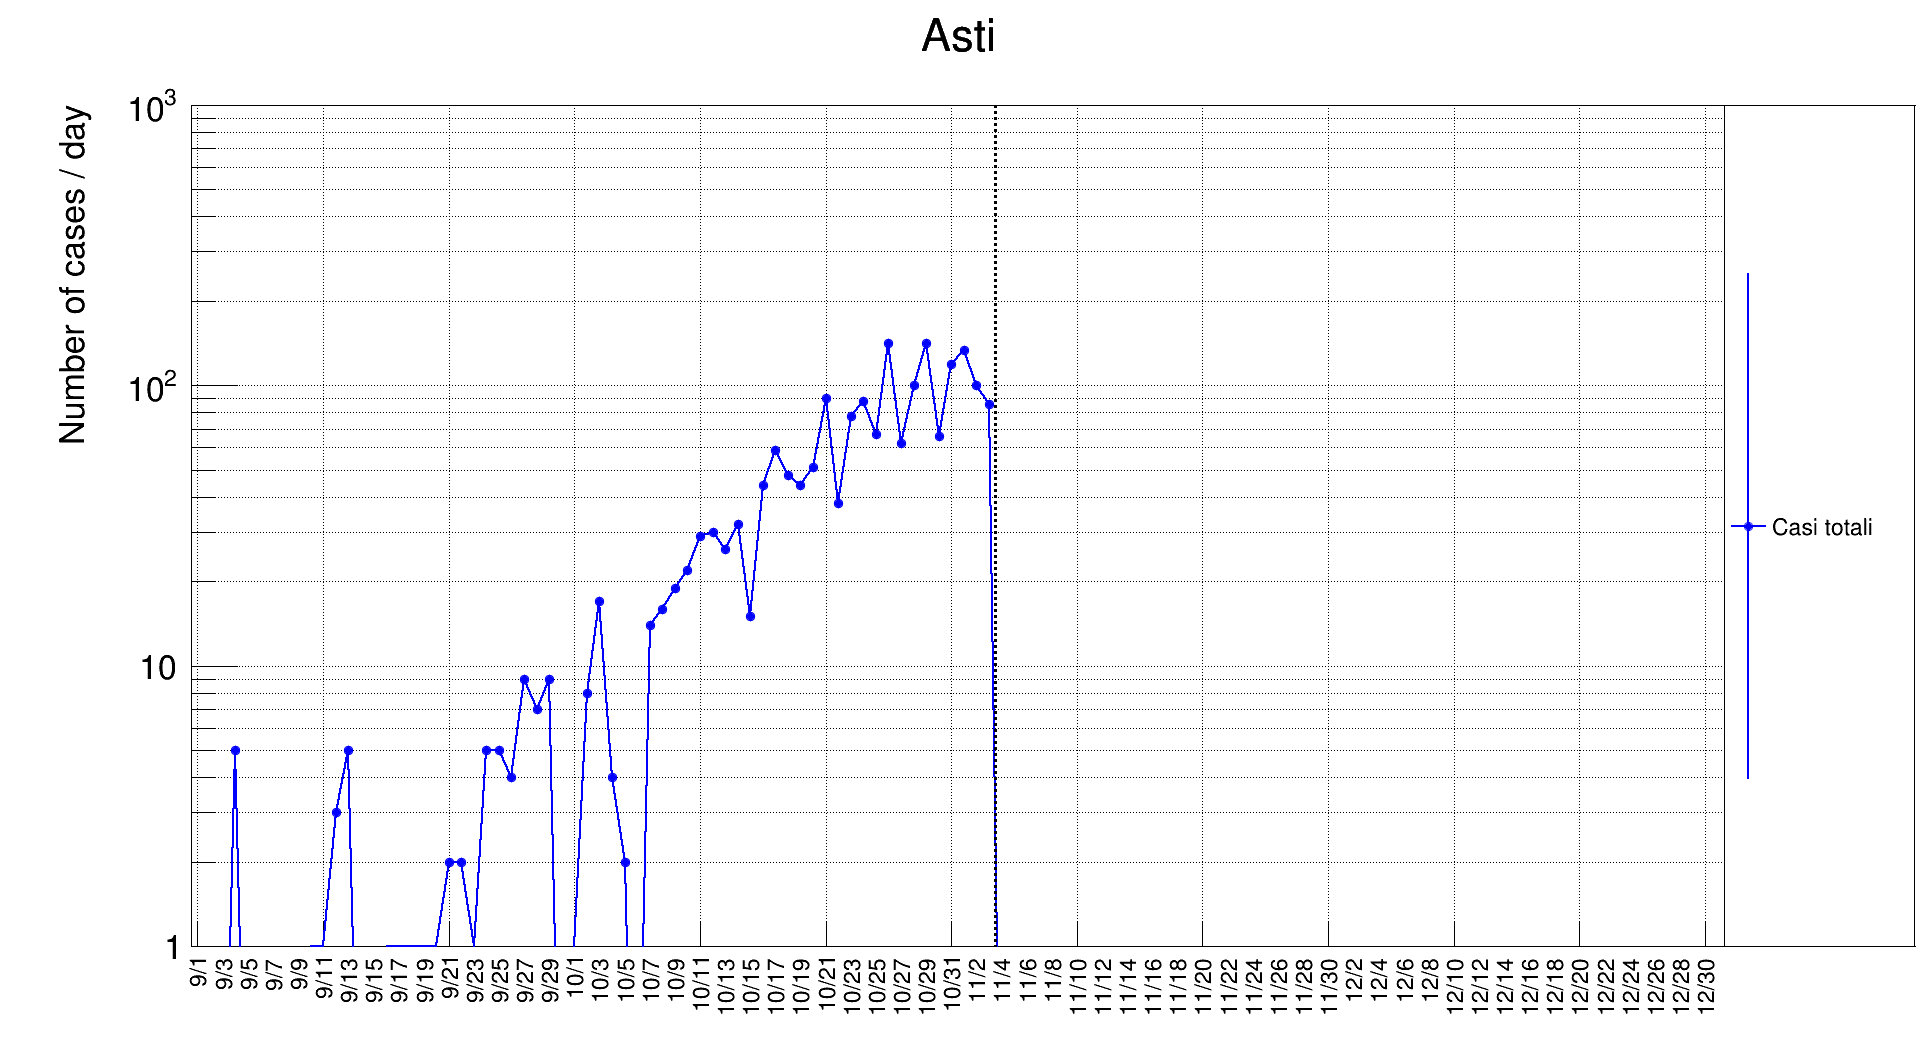 Asti
Number of cases / day
10³
10²
10
1
9/1 9/3 9/5 9/7 9/9 9/11 9/13 9/15 9/17 9/19 9/21 9/23 9/25 9/27 9/29 10/1 10/3 10/5 10/7 10/9 10/11 10/13 10/15 10/17 10/19 10/21 10/23 10/25 10/27 10/29 10/31 11/2 11/4 11/6 11/8 11/10 11/12 11/14 11/16 11/18 11/20 11/22 11/24 11/26 11/28 11/30 12/2 12/4 12/6 12/8 12/10 12/12 12/14 12/16 12/18 12/20 12/22 12/24 12/26 12/28 12/30
Casi totali